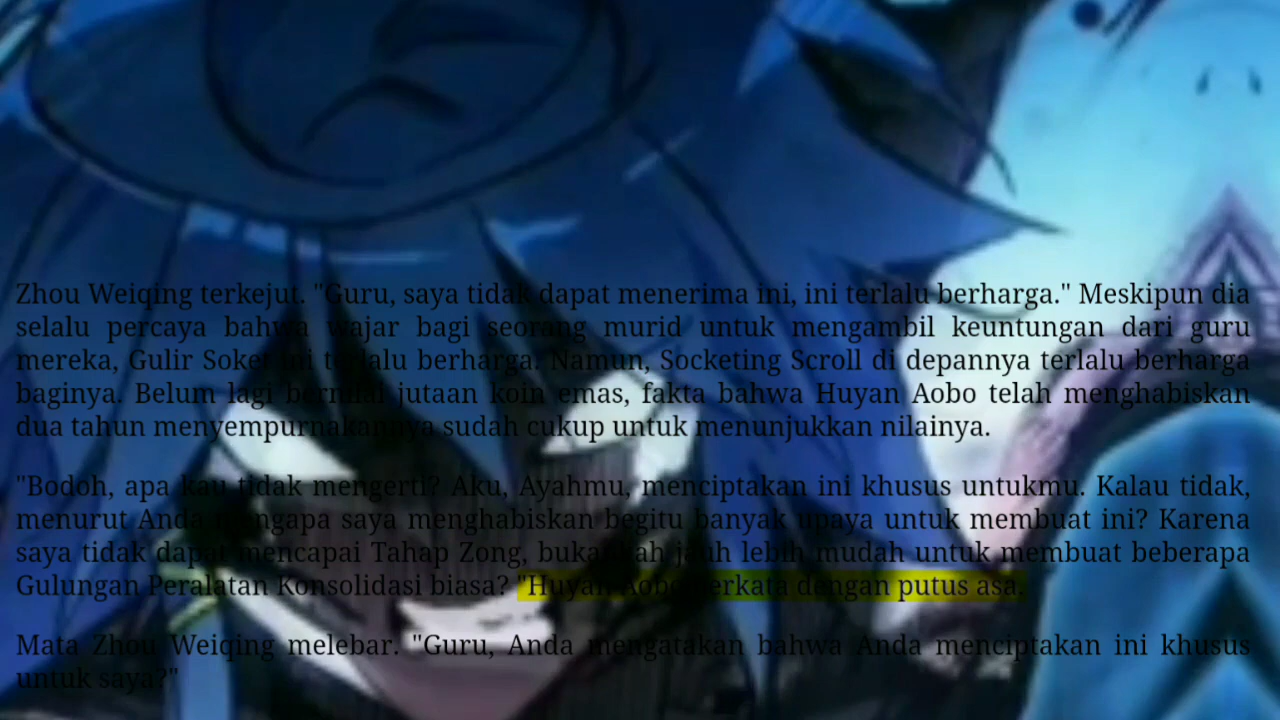 Zhou Weiqing terkejut. "Guru, saya tidak dapat menerima ini, ini terlalu berharga." Meskipun dia
selalu percaya bahwa wajar bagi seorang murid untuk mengambil keuntungan dari guru
mereka, Gulir Soket ini terlalu berharga. Namun, Socketing Scroll di depannya terlalu berharga
baginya. Belum lagi bernilai jutaan koin emas, fakta bahwa Huyan Aobo telah menghabiskan
dua tahun menyempurnakannya sudah cukup untuk menunjukkan nilainya.
"Bodoh, apa kau tidak mengerti? Aku, Ayahmu, menciptakan ini khusus untukmu. Kalau tidak,
menurut Anda mengapa saya menghabiskan begitu banyak upaya untuk membuat ini? Karena
saya tidak dapat mencapai Tahap Zong, bukankah jauh lebih mudah untuk membuat beberapa
Gulungan Peralatan Konsolidasi biasa? "Huyan Aobo berkata dengan putus asa.
Mata Zhou Weiqing melebar. "Guru, Anda mengatakan bahwa Anda menciptakan ini khusus
untuk saya?"